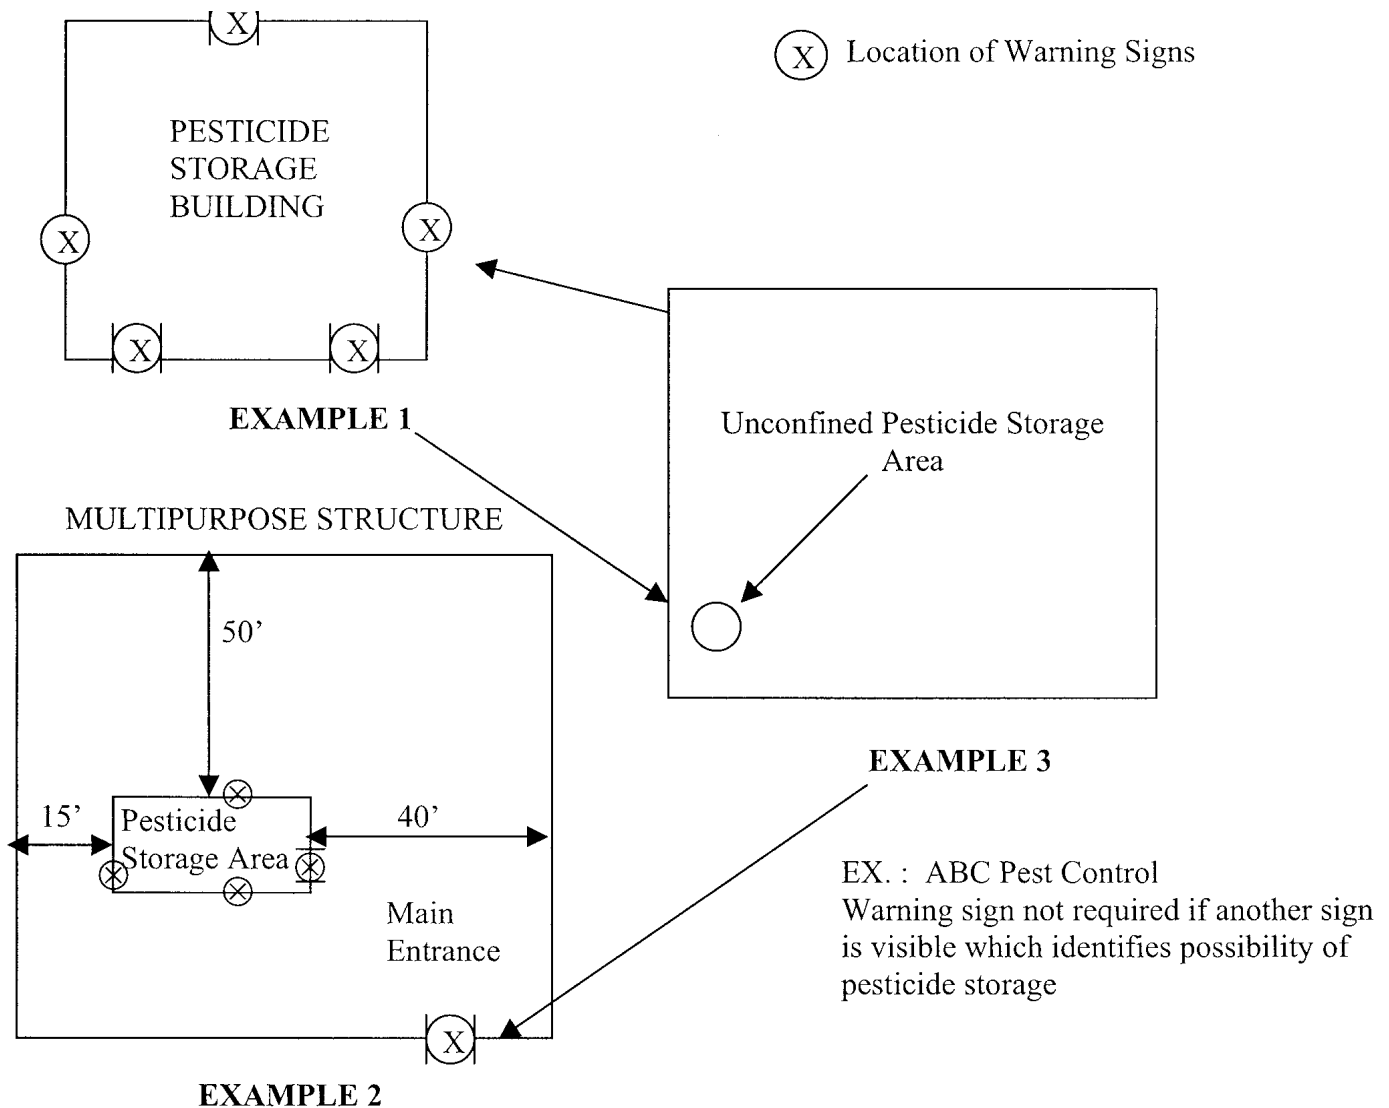 X
X Location of Warning Signs
PESTICIDE
STORAGE
BUILDING
X
X
X
X
EXAMPLE 1
Unconfined Pesticide Storage
Area
EXAMPLE 3
MULTIPURPOSE STRUCTURE
50’
15’
40’
X
Pesticide
Storage Area
X
X
X
Main
Entrance
X
EXAMPLE 2
EX. : ABC Pest Control
Warning sign not required if another sign
is visible which identifies possibility of
pesticide storage